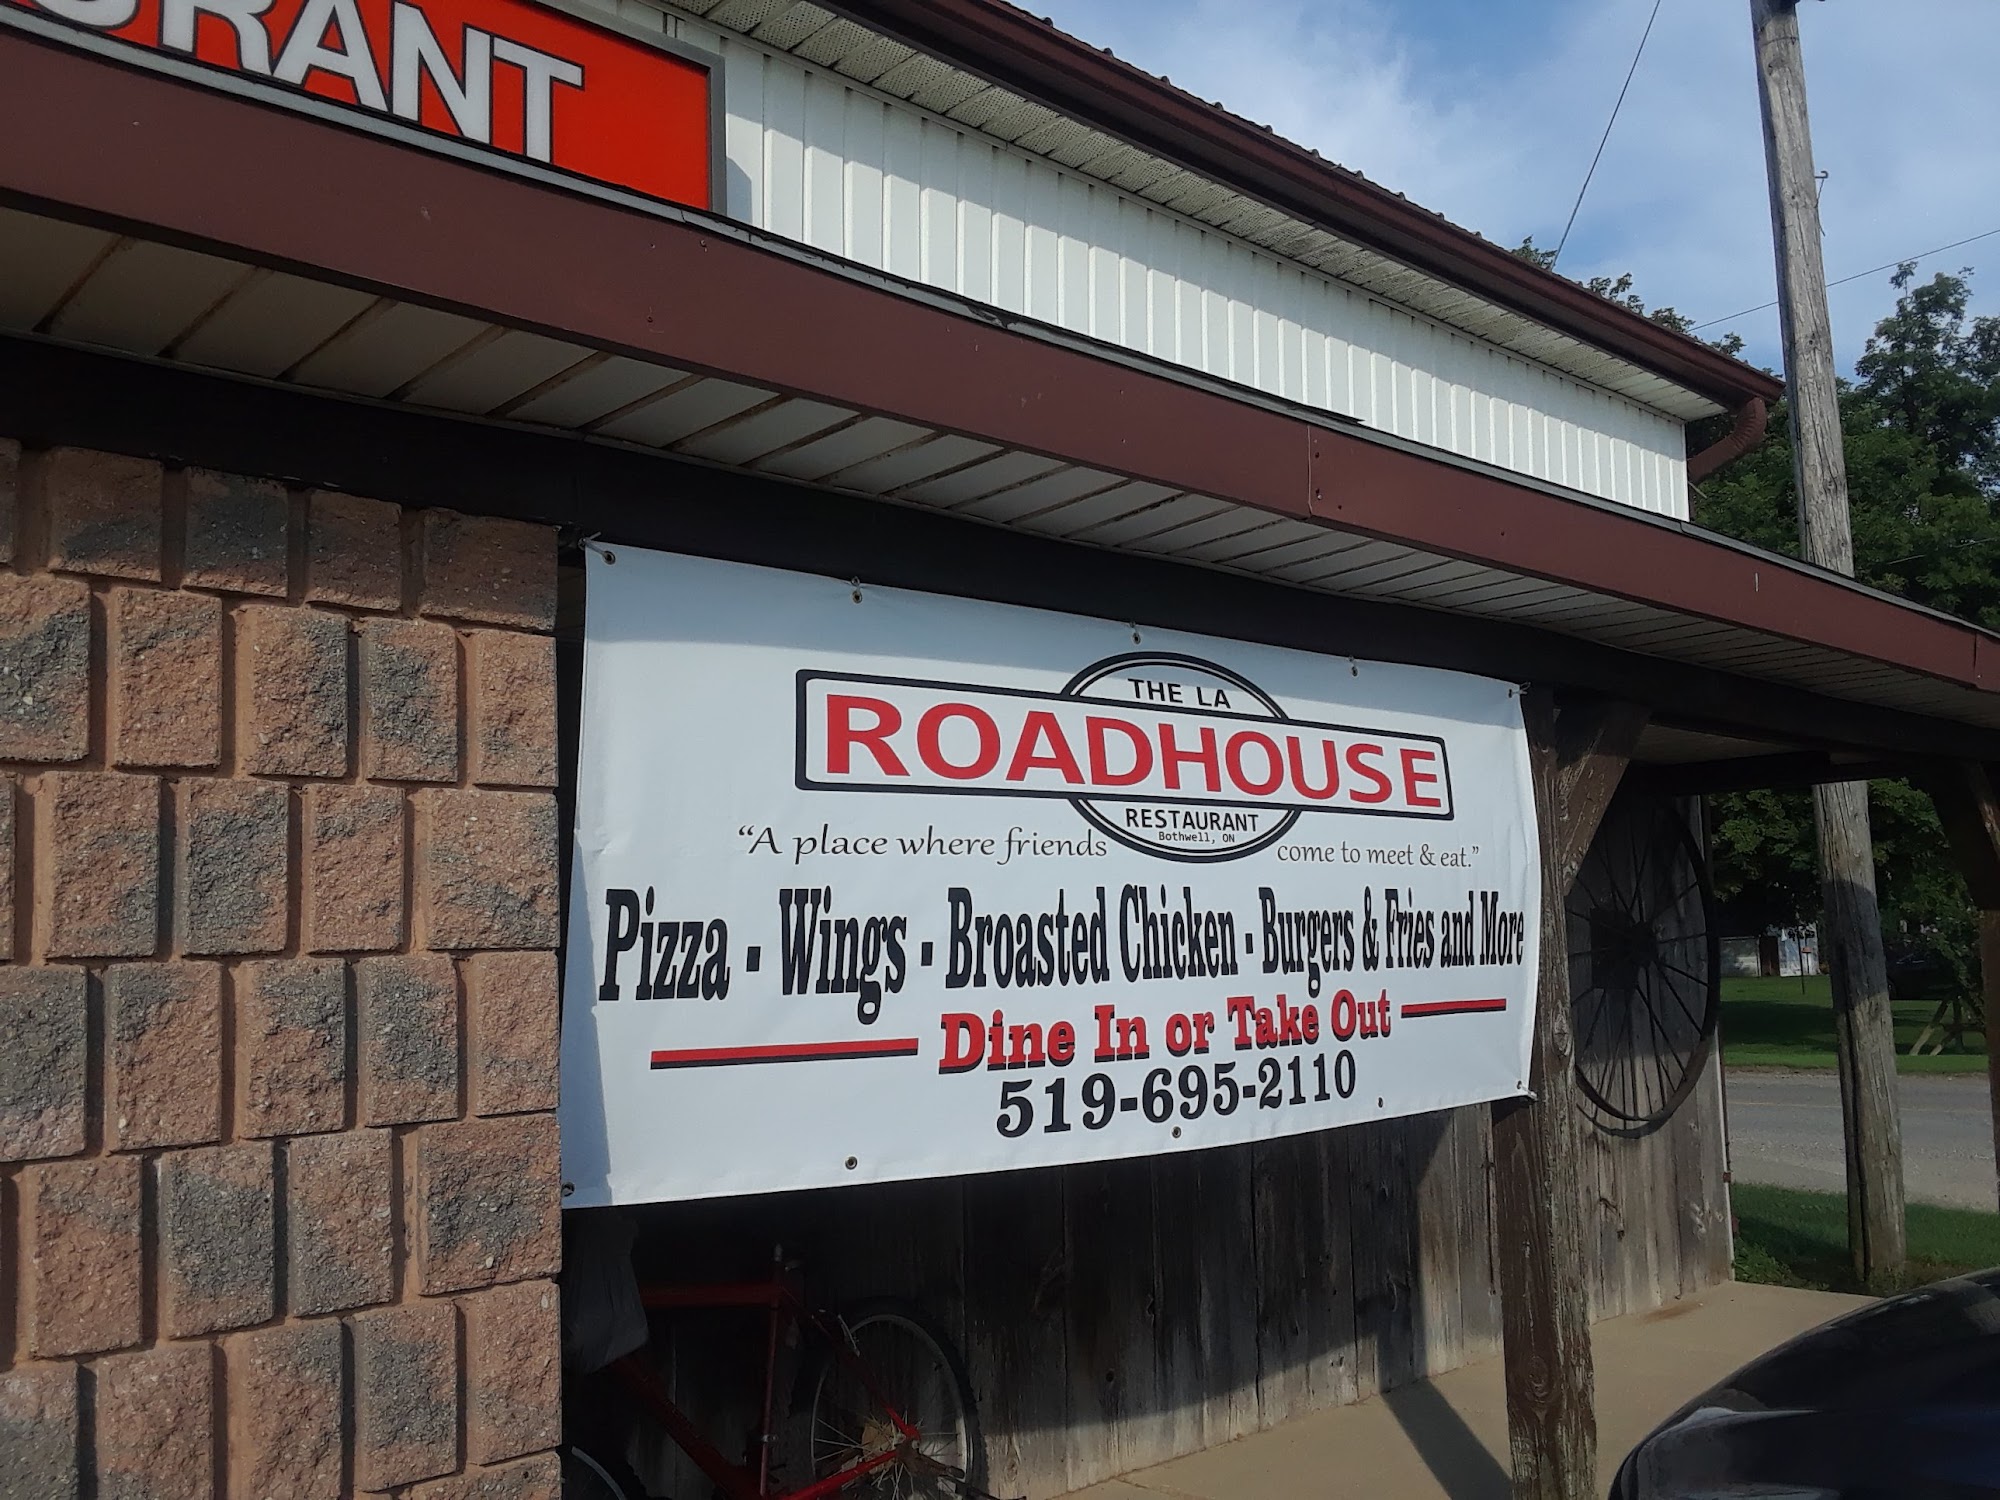 RANT
THE LA
ROADHOUSE
RESTAURANT
Bothwell, ON
“A place where friends come to meet & eat.”
Pizza - Wings - Broasted Chicken - Burgers & Fries and More
Dine In or Take Out
519-695-2110